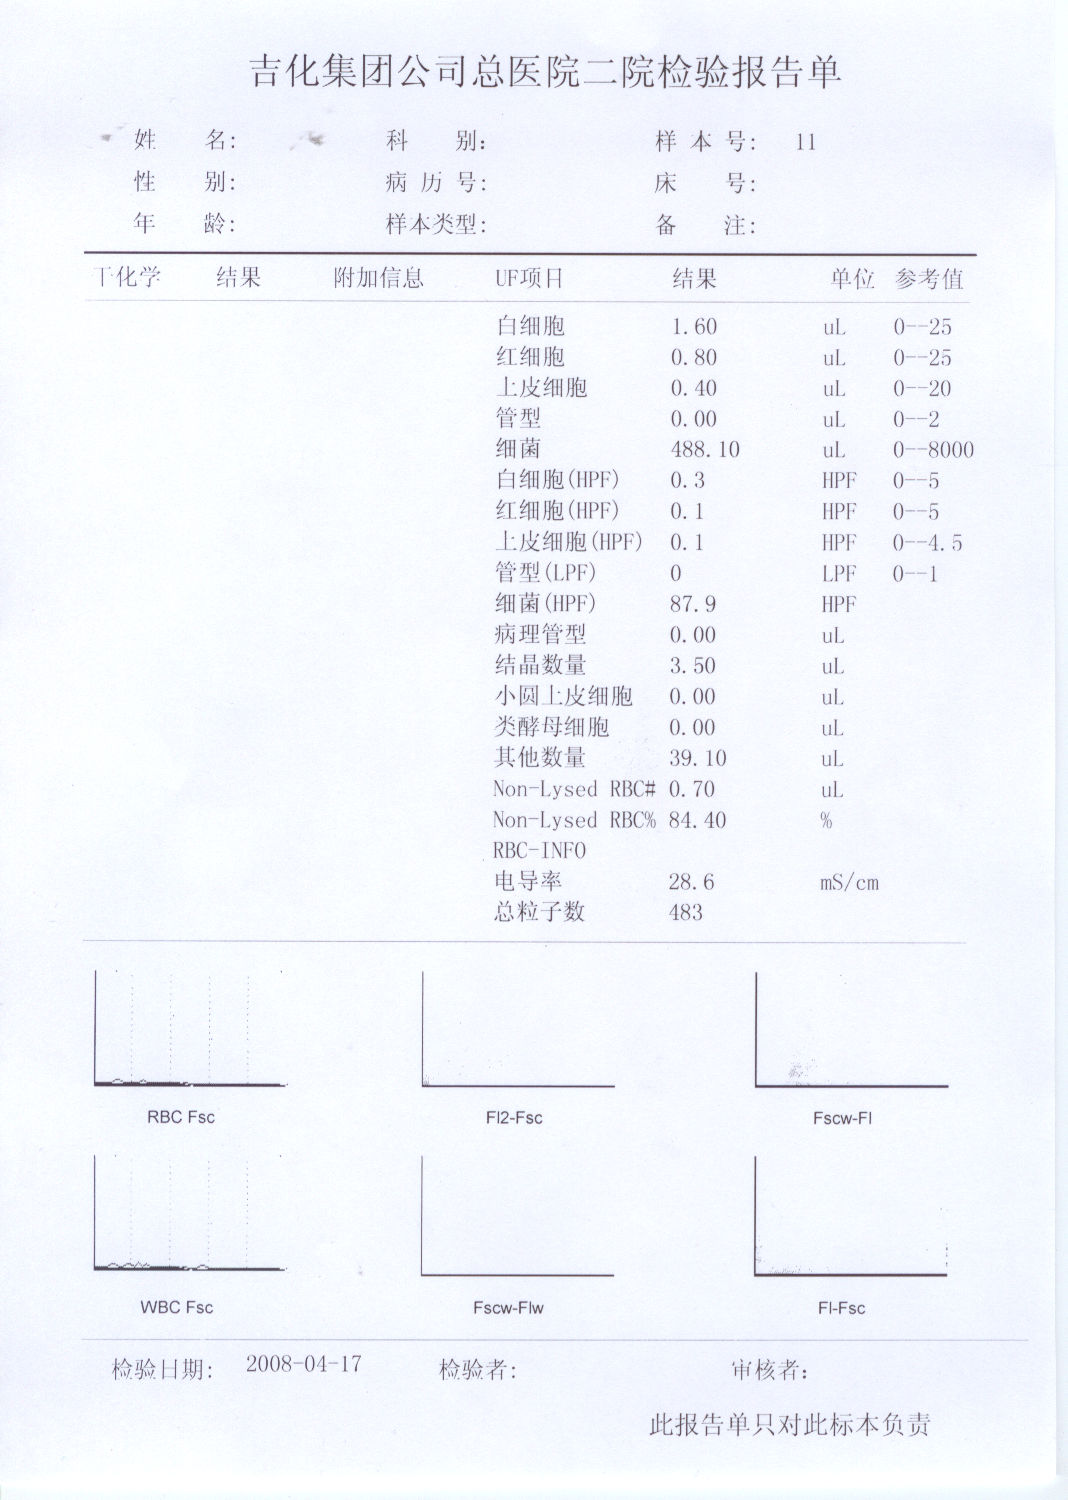 吉化集团公司总医院二院检验报告单
姓 名: 科 别: 样 本 号: 11
性 别: 病 历 号: 床 号:
年 龄: 样本类型: 备 注:
干化学 结果 附加信息 UF项目 结果 单位 参考值
白细胞 1.60 uL 0--25
红细胞 0.80 uL 0--25
上皮细胞 0.40 uL 0--20
管型 0.00 uL 0--2
细菌 488.10 uL 0--8000
白细胞(HPF) 0.3 HPF 0--5
红细胞(HPF) 0.1 HPF 0--5
上皮细胞(HPF) 0.1 HPF 0--4.5
管型(LPF) 0 LPF 0--1
细菌(HPF) 87.9 HPF
病理管型 0.00 uL
结晶数量 3.50 uL
小圆上皮细胞 0.00 uL
类酵母细胞 0.00 uL
其他数量 39.10 uL
Non-Lysed RBC# 0.70 uL
Non-Lysed RBC% 84.40 %
RBC-INFO
电导率 28.6 mS/cm
总粒子数 483
RBC Fsc Fl2-Fsc Fscw-Fl
WBC Fsc Fscw-Flw Fl-Fsc
检验日期: 2008-04-17 检验者: 审核者:
此报告单只对此标本负责